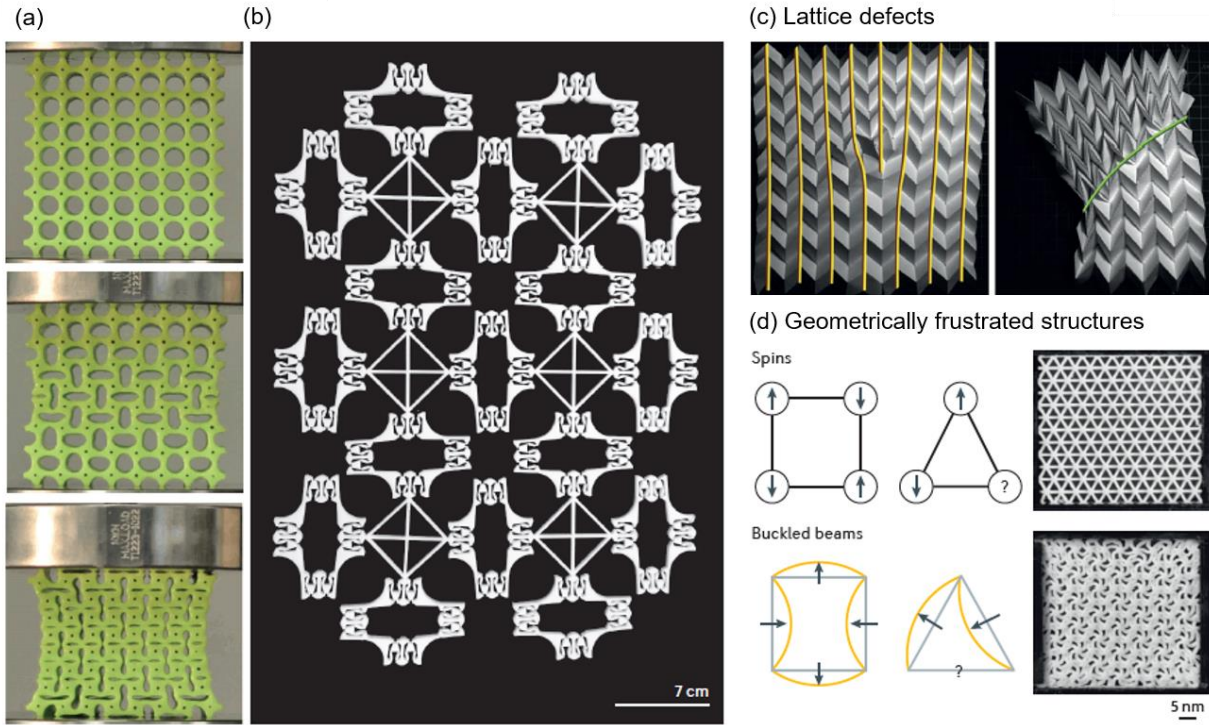 (a)
(b)
(c) Lattice defects
7 cm
(d) Geometrically frustrated structures
Spins
?
Buckled beams
?
5 nm